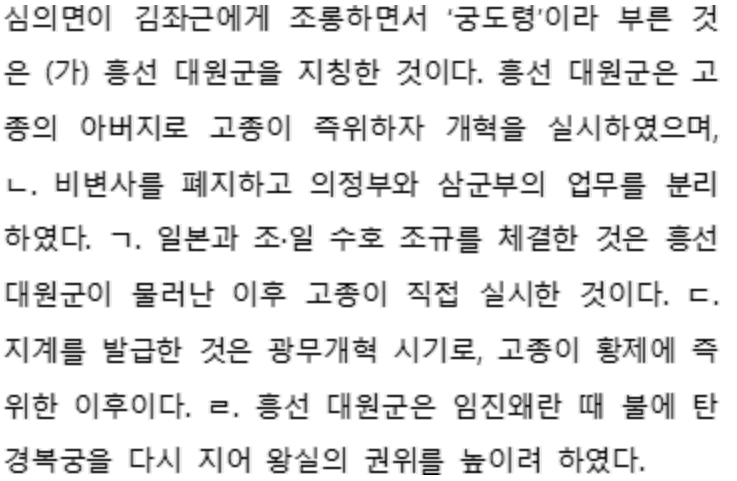 심의면이 김좌근에게 조롱하면서 ‘궁도령’이라 부른 것
은 (가) 흥선 대원군을 지칭한 것이다. 흥선 대원군은 고
종의 아버지로 고종이 즉위하자 개혁을 실시하였으며,
ㄴ. 비변사를 폐지하고 의정부와 삼군부의 업무를 분리
하였다. ㄱ. 일본과 조·일 수호 조규를 체결한 것은 흥선
대원군이 물러난 이후 고종이 직접 실시한 것이다. ㄷ.
지계를 발급한 것은 광무개혁 시기로, 고종이 황제에 즉
위한 이후이다. ㄹ. 흥선 대원군은 임진왜란 때 불에 탄
경복궁을 다시 지어 왕실의 권위를 높이려 하였다.